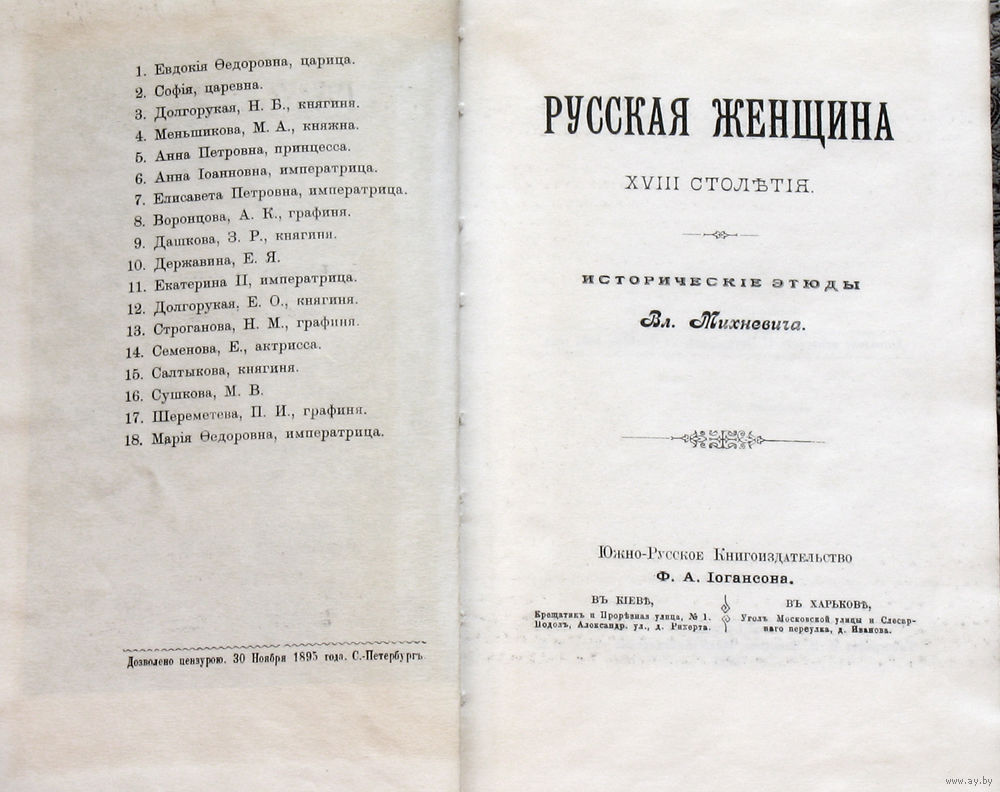 1. Евдокія Ѳедоровна, царица.
2. Софія, царевна.
3. Долгорукая, Н. Б., княгиня.
4. Меньшикова, М. А., княжна.
5. Анна Петровна, принцесса.
6. Анна Іоанновна, императрица.
7. Елисавета Петровна, императрица.
8. Воронцова, А. К., графиня.
9. Дашкова, З. Р., княгиня.
10. Державина, Е. Я.
11. Екатерина II, императрица.
12. Долгорукая, Е. О., княгиня.
13. Строганова, Н. М., графиня.
14. Семенова, Е., актрисса.
15. Салтыкова, княгиня.
16. Сушкова, М. В.
17. Шереметева, П. И., графиня.
18. Марія Ѳедоровна, императрица.
Дозволено цензурою. 30 Ноября 1895 года. С.-Петербургъ
РУССКАЯ ЖЕНЩИНА
XVIII СТОЛѢТІЯ.
ИСТОРИЧЕСКІЕ ЭТЮДЫ
Вл. Михневича.
Южно-Русское Книгоиздательство
Ф. А. Іогансона.
ВЪ КІЕВѢ,
Крещатик и Прорѣзная улица, № 1.
Подолъ, Александр. ул., д. Рихерта.
ВЪ ХАРЬКОВѢ,
Уголъ Московской улицы и Слесар-
наго переулка, д. Иванова.
www.ay.by